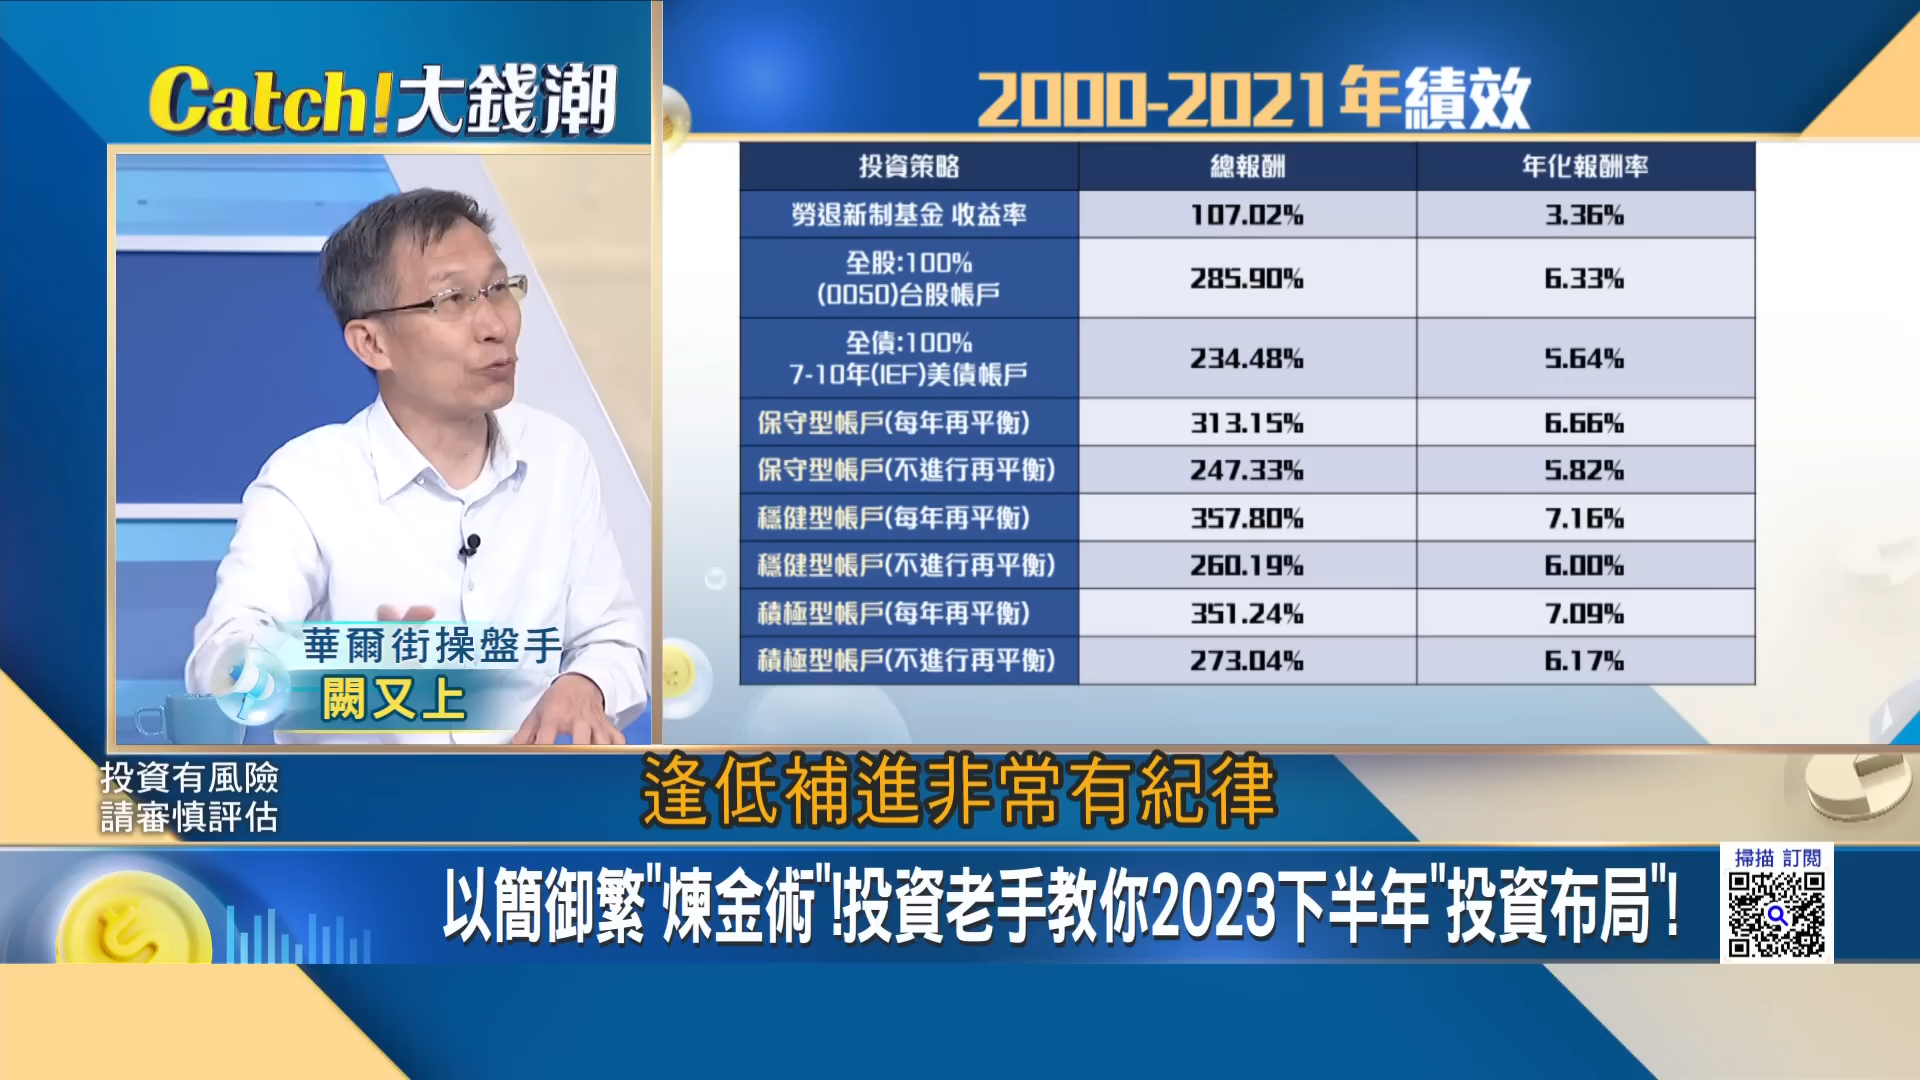 Catch!大錢潮
2000-2021年績效
投資策略 總報酬 年化報酬率
勞退新制基金 收益率 107.02% 3.36%
全股:100%
(0050)台股帳戶 285.90% 6.33%
全債:100%
7-10年(IEF)美債帳戶 234.48% 5.64%
保守型帳戶(每年再平衡) 313.15% 6.66%
保守型帳戶(不進行再平衡) 247.33% 5.82%
穩健型帳戶(每年再平衡) 357.80% 7.16%
穩健型帳戶(不進行再平衡) 260.19% 6.00%
積極型帳戶(每年再平衡) 351.24% 7.09%
積極型帳戶(不進行再平衡) 273.04% 6.17%
華爾街操盤手
闕又上
投資有風險
請審慎評估
逢低補進非常有紀律
以簡御繁"煉金術"!投資老手教你2023下半年"投資布局"!
掃描 訂閱